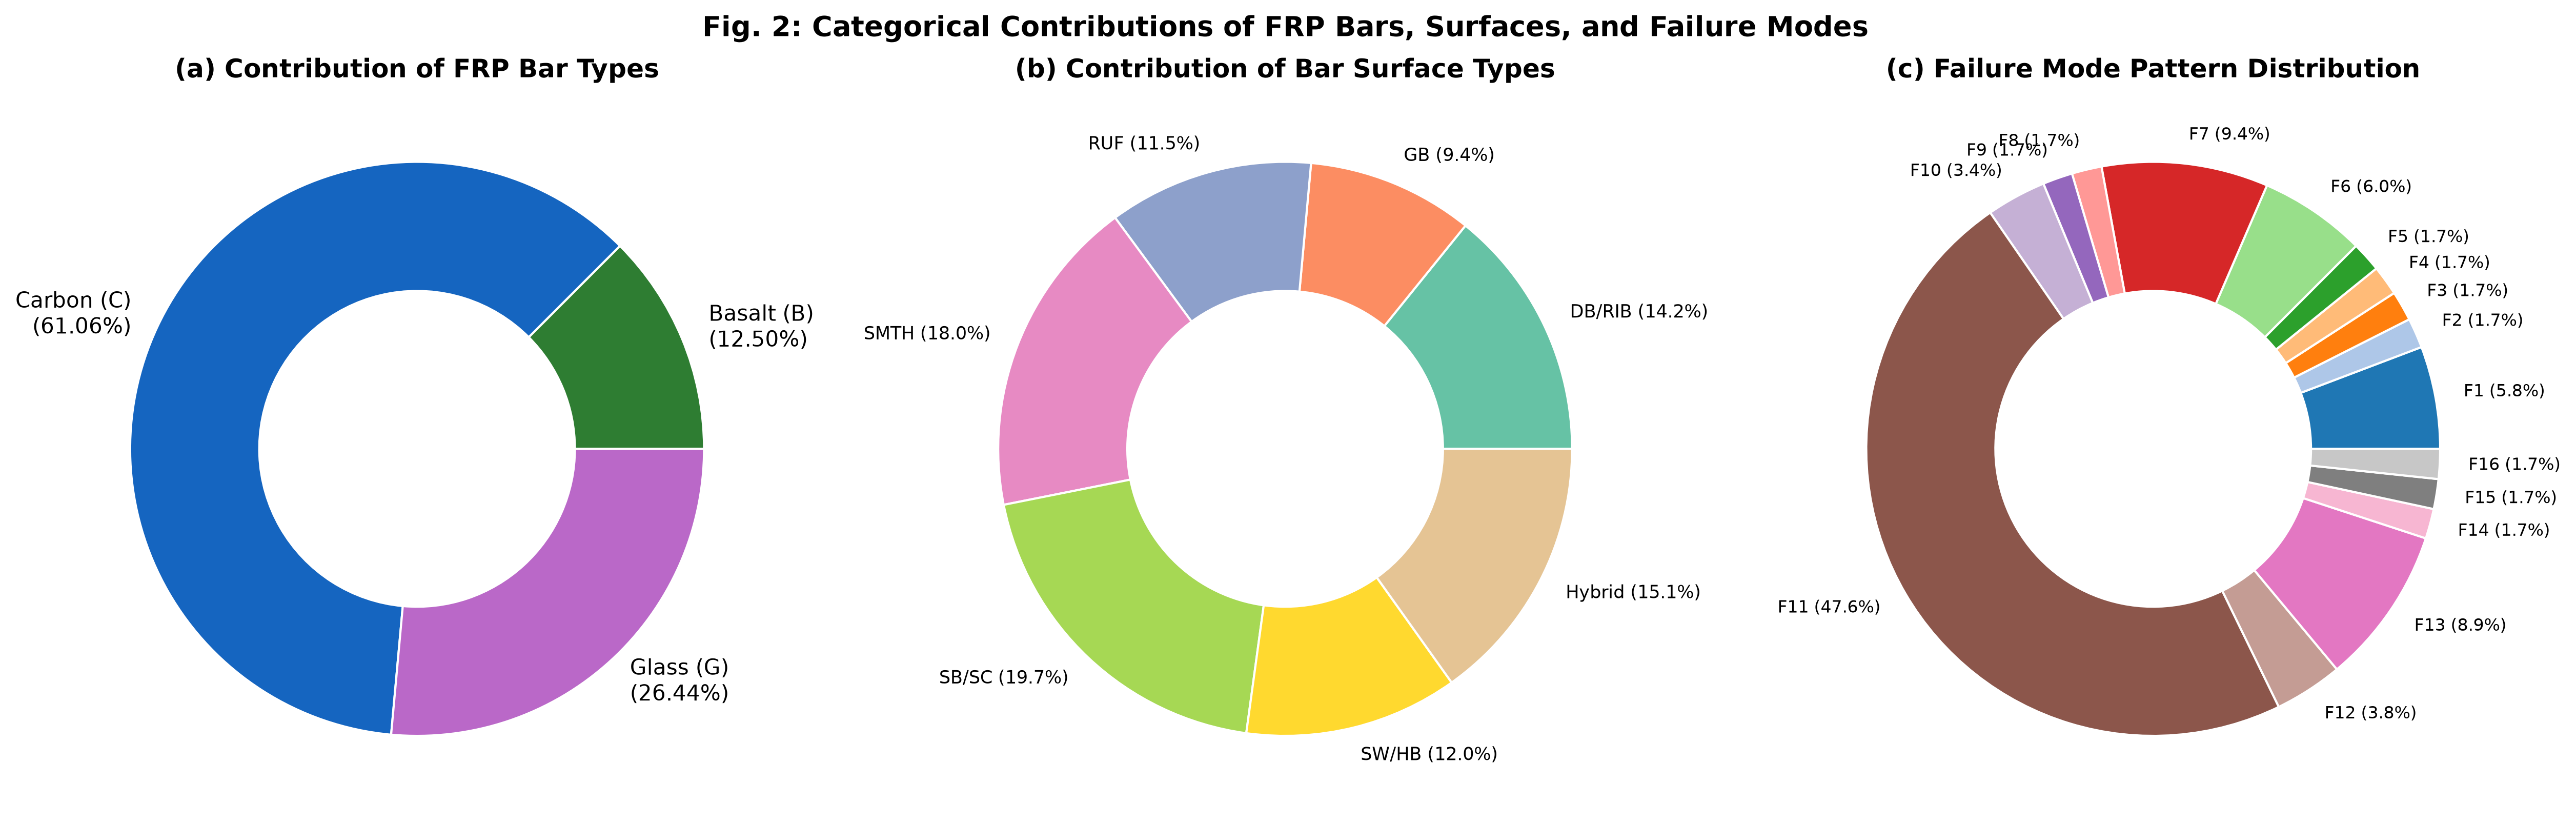 Fig. 2: Categorical Contributions of FRP Bars, Surfaces, and Failure Modes
(a) Contribution of FRP Bar Types
Carbon (C)
(61.06%)
Basalt (B)
(12.50%)
Glass (G)
(26.44%)
(b) Contribution of Bar Surface Types
RUF (11.5%)
GB (9.4%)
SMTH (18.0%)
DB/RIB (14.2%)
Hybrid (15.1%)
SB/SC (19.7%)
SW/HB (12.0%)
(c) Failure Mode Pattern Distribution
F7 (9.4%)
F8 (1.7%)
F9 (1.7%)
F10 (3.4%)
F6 (6.0%)
F5 (1.7%)
F4 (1.7%)
F3 (1.7%)
F2 (1.7%)
F1 (5.8%)
F16 (1.7%)
F15 (1.7%)
F14 (1.7%)
F11 (47.6%)
F13 (8.9%)
F12 (3.8%)